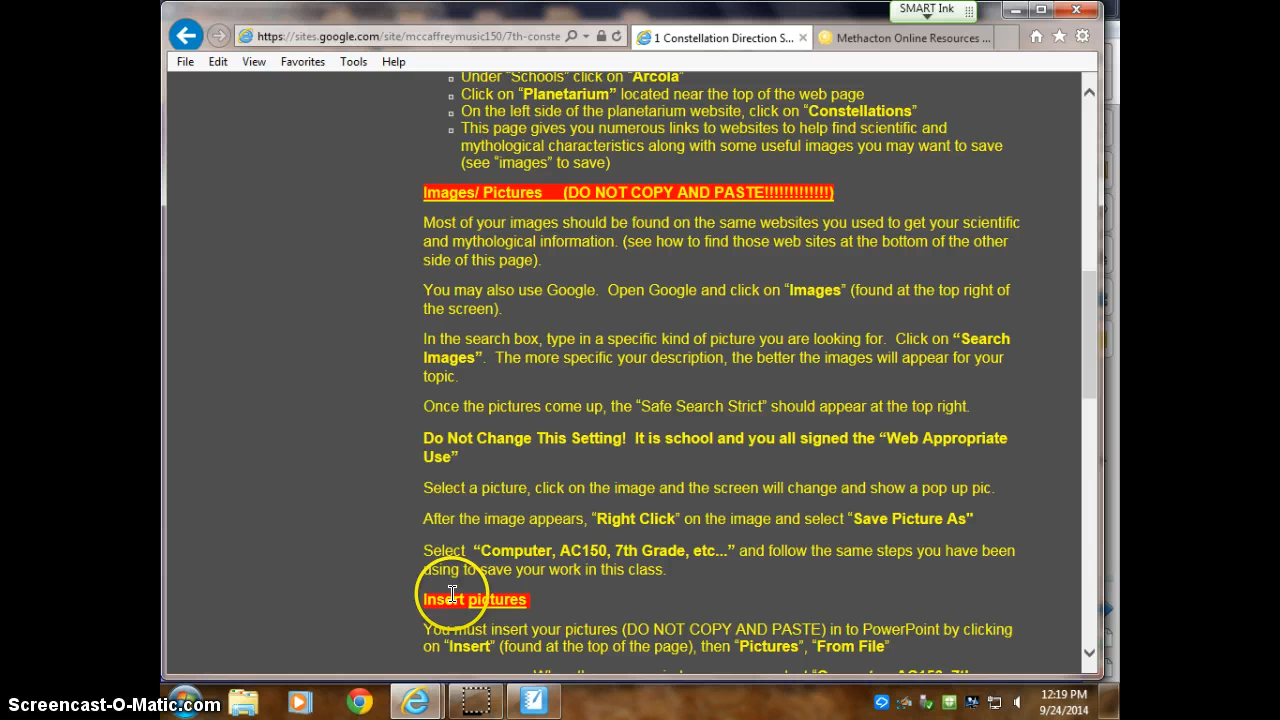 SMART Ink
https://sites.google.com/site/mccaffreymusic150/7th-conste
1 Constellation Direction S...
Methacton Online Resources ...
File Edit View Favorites Tools Help
Under “Schools” click on “Arcola”
Click on “Planetarium” located near the top of the web page
On the left side of the planetarium website, click on “Constellations”
This page gives you numerous links to websites to help find scientific and
mythological characteristics along with some useful images you may want to save
(see “images” to save)
Images/ Pictures (DO NOT COPY AND PASTE!!!!!!!!!!!!!)
Most of your images should be found on the same websites you used to get your scientific
and mythological information. (see how to find those web sites at the bottom of the other
side of this page).
You may also use Google. Open Google and click on “Images” (found at the top right of
the screen).
In the search box, type in a specific kind of picture you are looking for. Click on “Search
Images”. The more specific your description, the better the images will appear for your
topic.
Once the pictures come up, the “Safe Search Strict” should appear at the top right.
Do Not Change This Setting! It is school and you all signed the “Web Appropriate
Use”
Select a picture, click on the image and the screen will change and show a pop up pic.
After the image appears, “Right Click” on the image and select “Save Picture As"
Select “Computer, AC150, 7th Grade, etc...” and follow the same steps you have been
using to save your work in this class.
Insert pictures
You must insert your pictures (DO NOT COPY AND PASTE) in to PowerPoint by clicking
on “Insert” (found at the top of the page), then “Pictures”, “From File”
12:19 PM
9/24/2014
Screencast-O-Matic.com